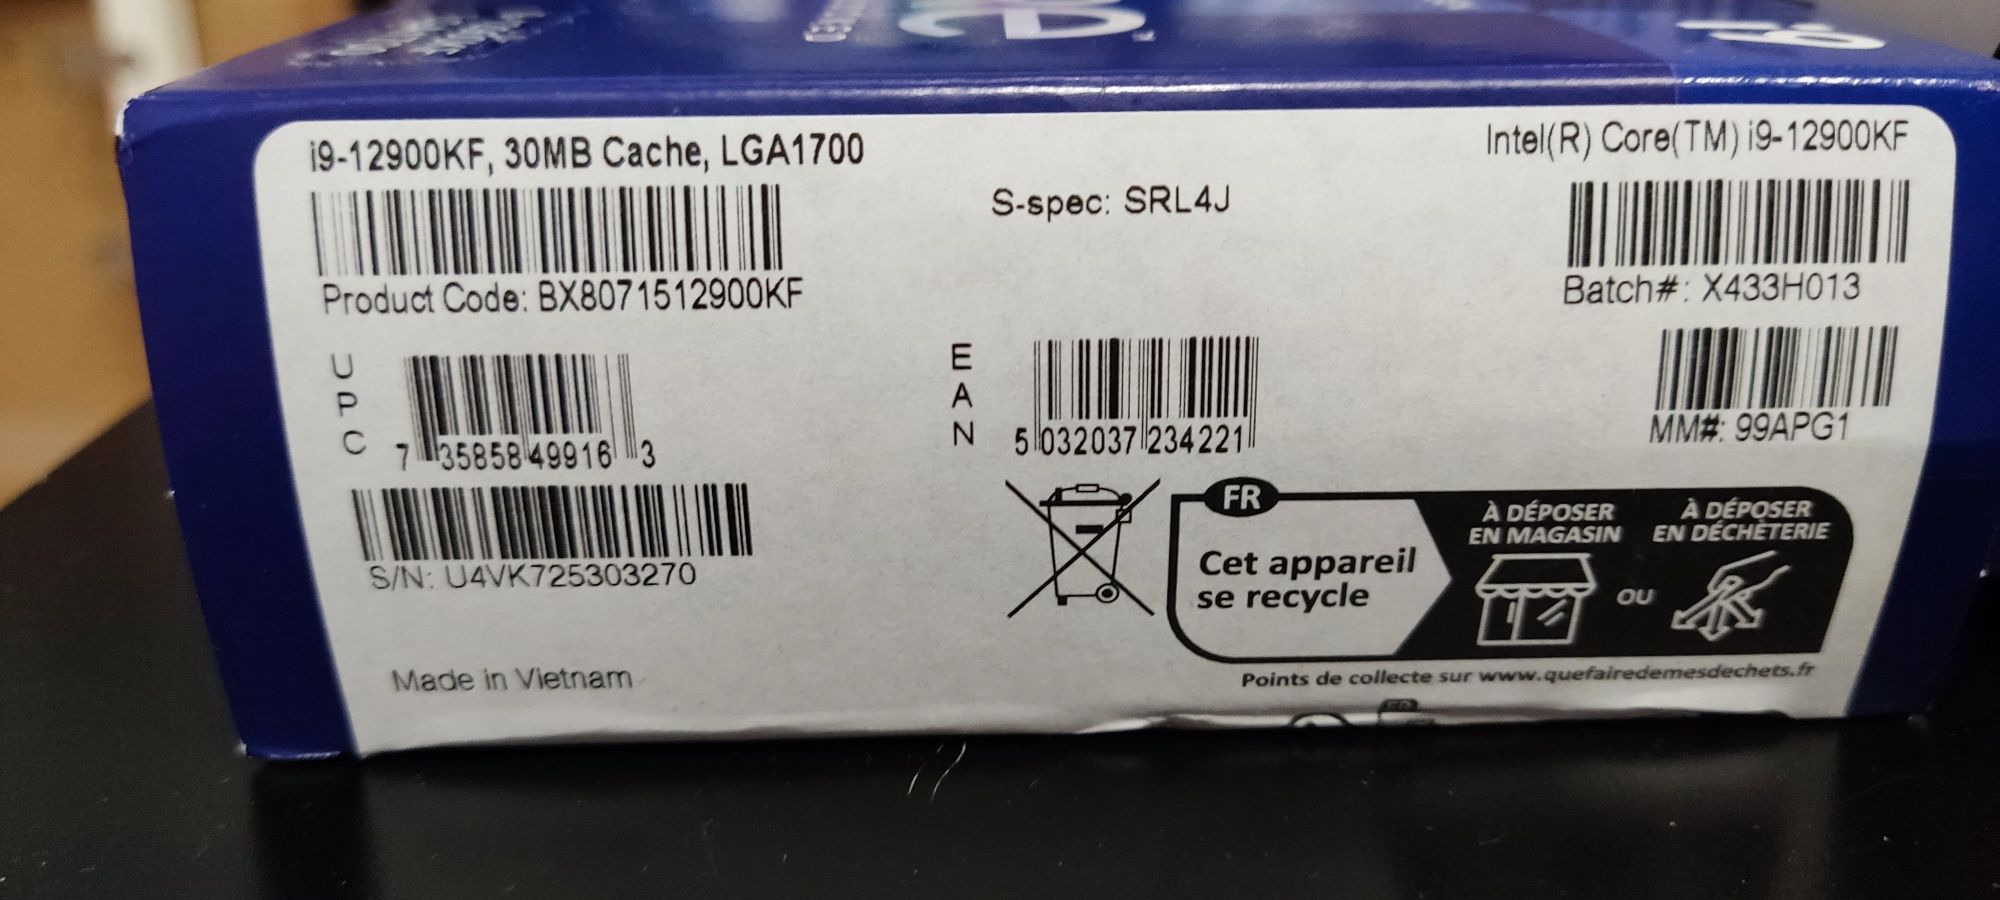 i9-12900KF, 30MB Cache, LGA1700
Intel(R) Core(TM) i9-12900KF
S-spec: SRL4J
Product Code: BX8071512900KF
Batch#: X433H013
UPC
7 35858 49916 3
EAN
5 032037 234221
MM#: 99APG1
S/N: U4VK725303270
FR
Cet appareil
se recycle
À DÉPOSER
EN MAGASIN
OU
À DÉPOSER
EN DÉCHÈTERIE
Points de collecte sur www.quefairedemesdechets.fr
Made in Vietnam